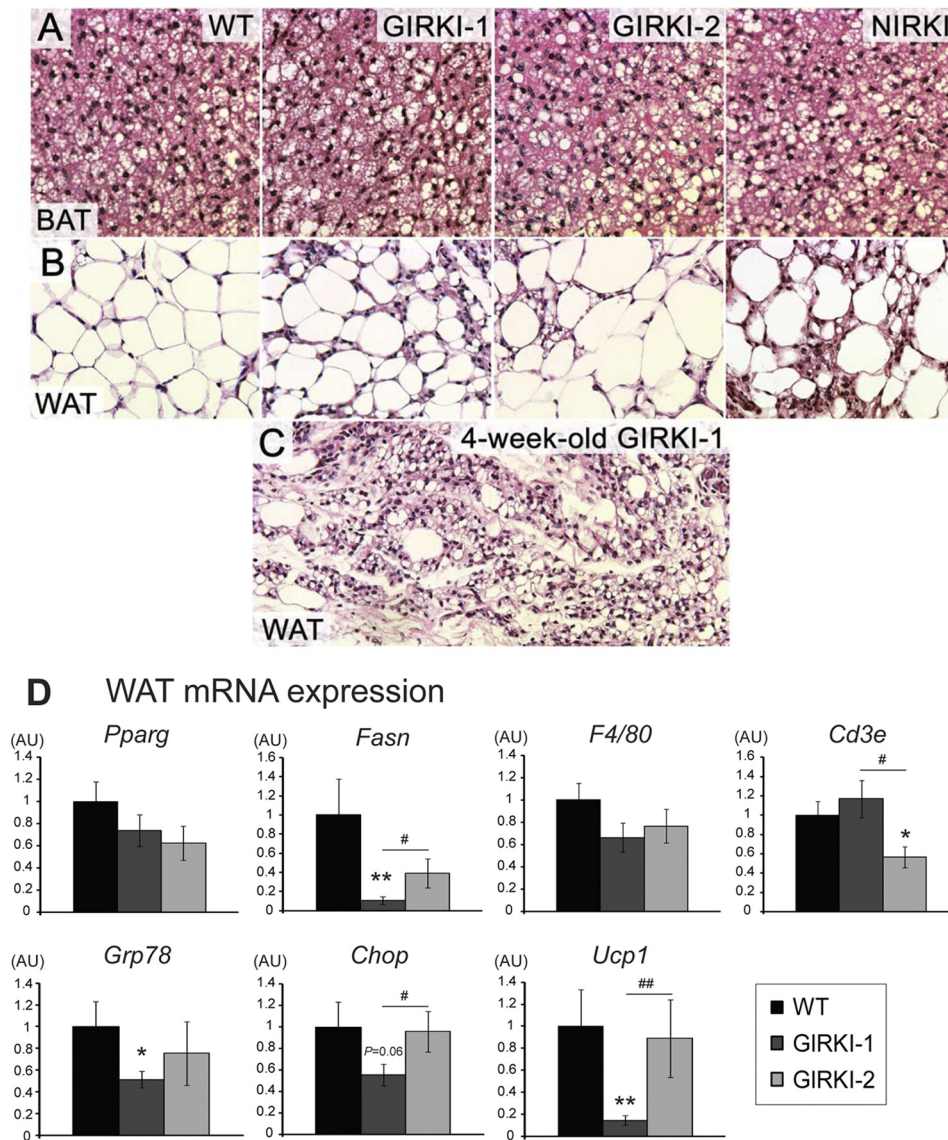 A WT GIRKI-1 GIRKI-2 NIRKI
BAT
B
WAT
C 4-week-old GIRKI-1
WAT
D WAT mRNA expression
Pparg
(AU)
1.4
1.2
1
0.8
0.6
0.4
0.2
0
Fasn
(AU)
1.6
1.4
1.2
1
0.8
0.6
0.4
0.2
0
**
#
F4/80
(AU)
1.4
1.2
1
0.8
0.6
0.4
0.2
0
Cd3e
(AU)
1.6
1.4
1.2
1
0.8
0.6
0.4
0.2
0
#
*
Grp78
(AU)
1.4
1.2
1
0.8
0.6
0.4
0.2
0
*
Chop
(AU)
1.4
1.2
1
0.8
0.6
0.4
0.2
0
P=0.06
#
Ucp1
(AU)
1.4
1.2
1
0.8
0.6
0.4
0.2
0
**
##
WT
GIRKI-1
GIRKI-2